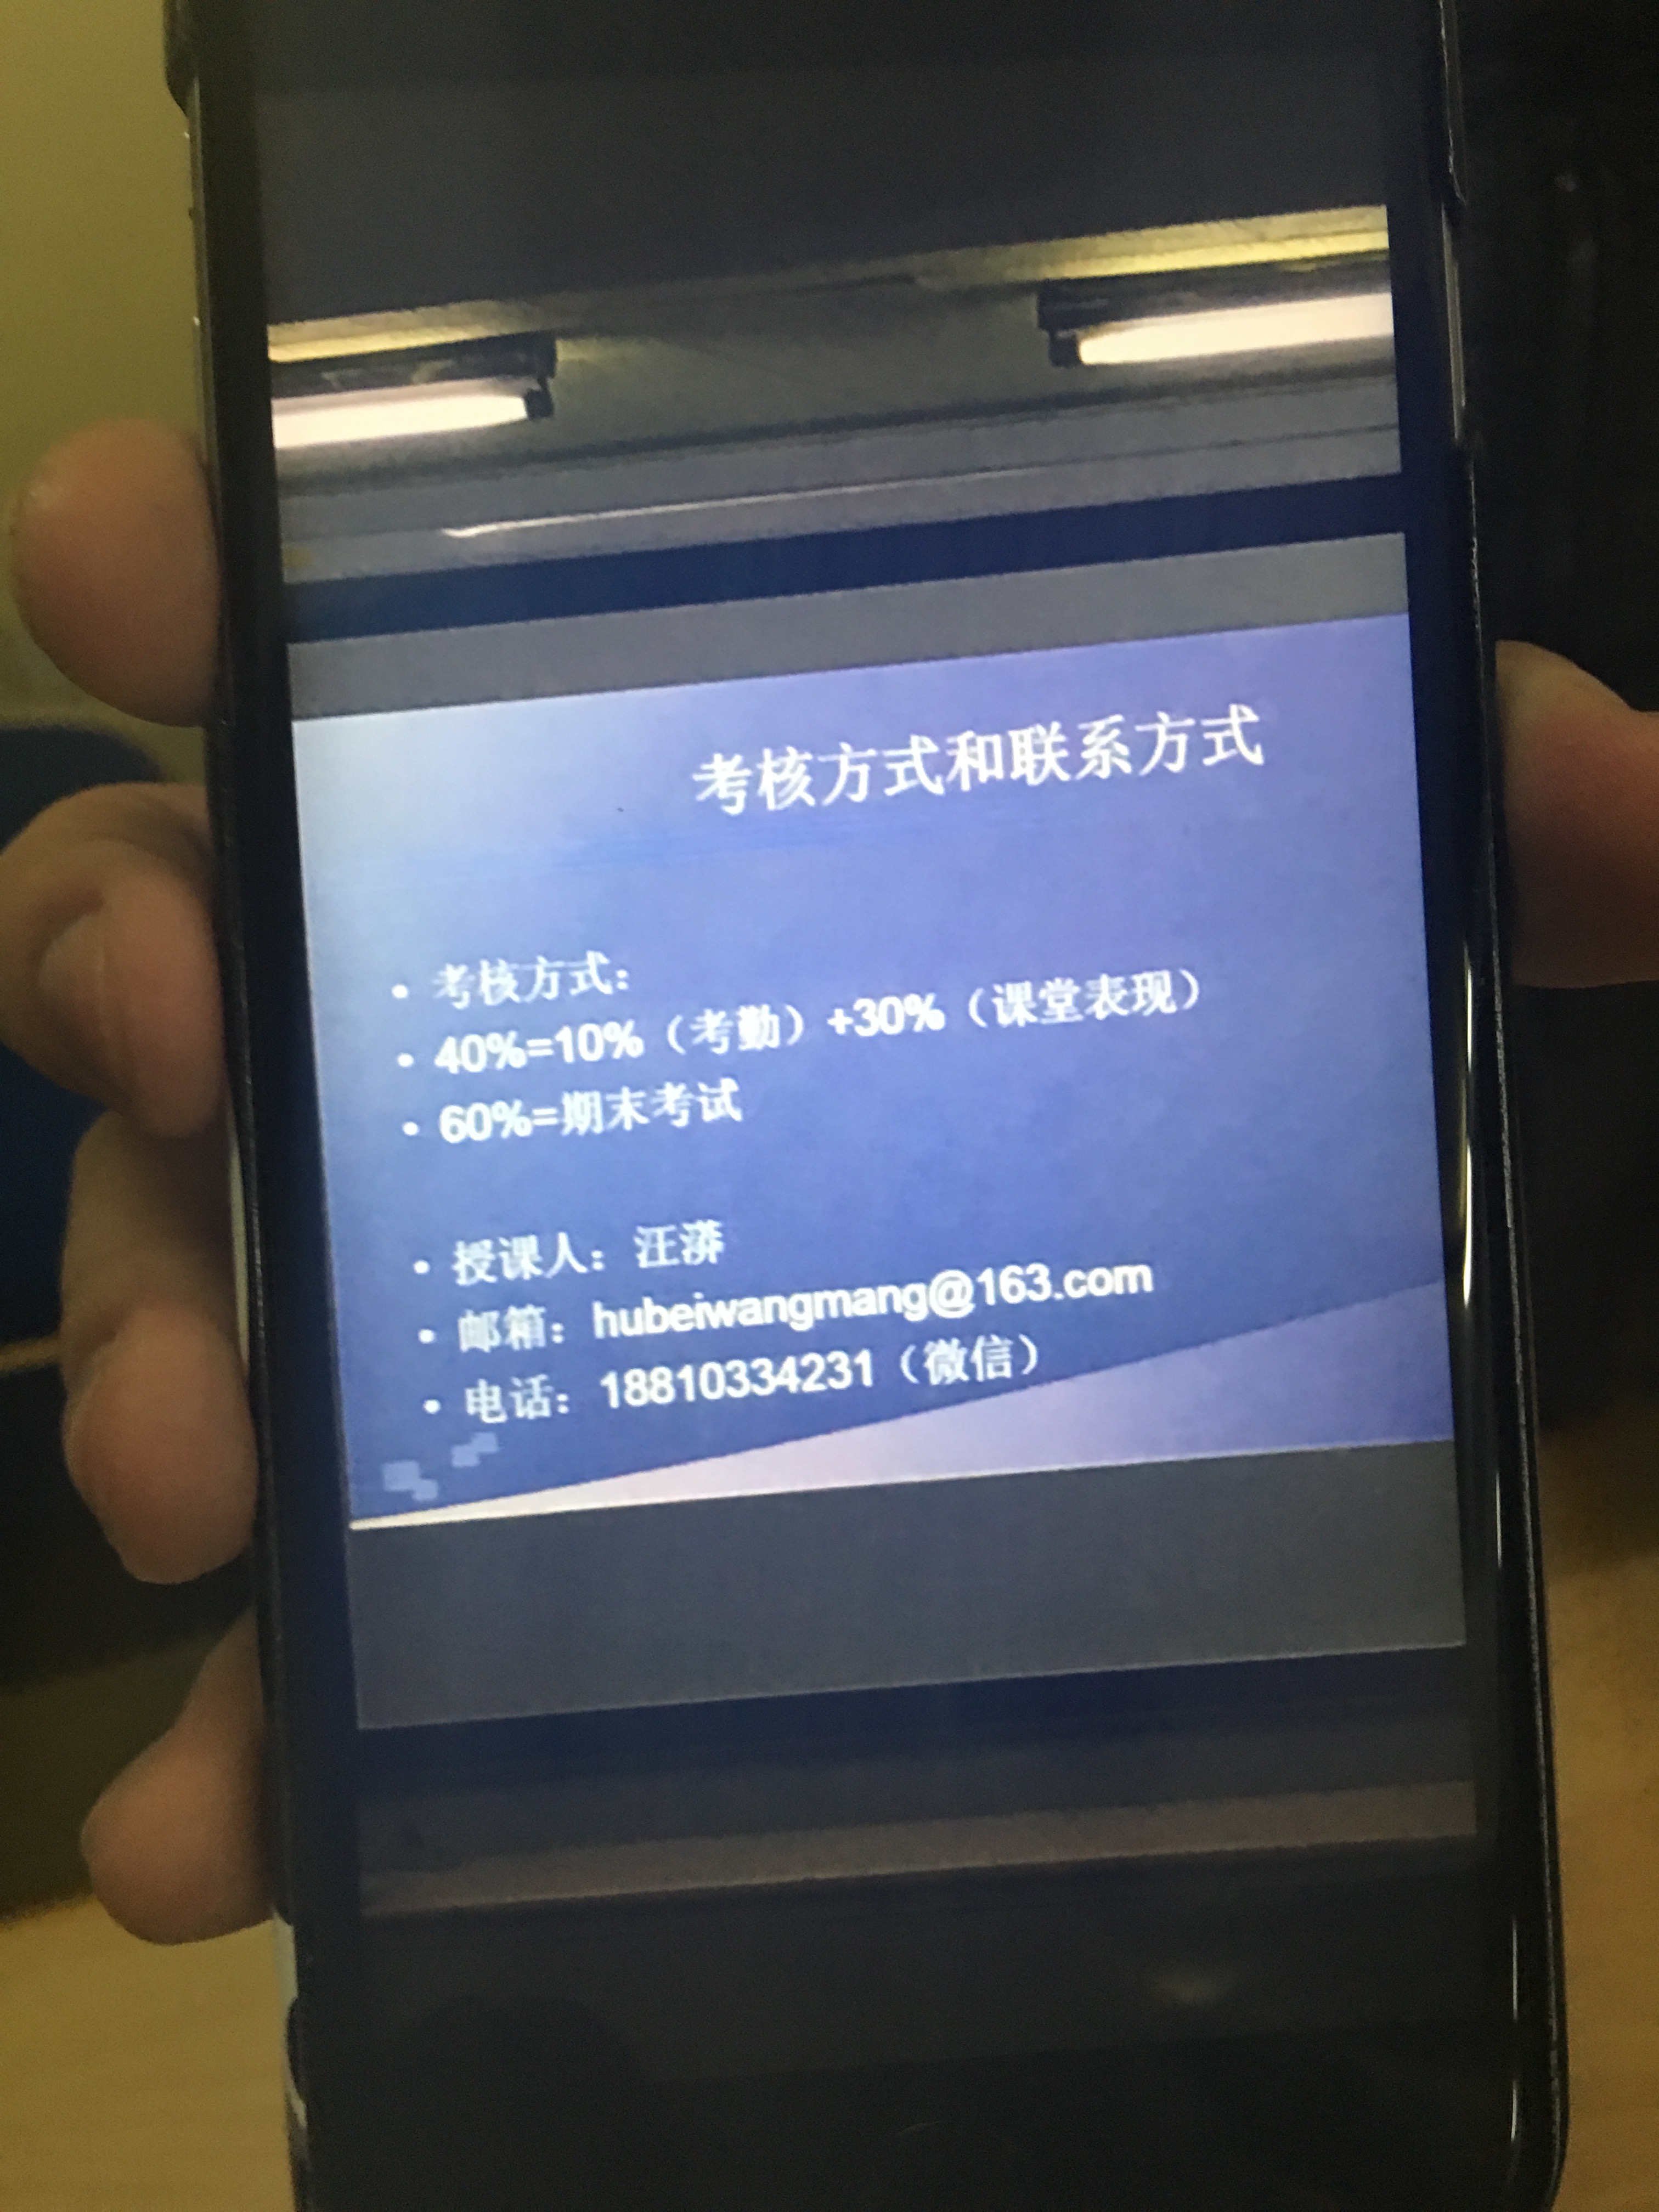 考核方式和联系方式
• 考核方式：
• 40%=10%（考勤）+30%（课堂表现）
• 60%=期末考试
• 授课人：汪漭
• 邮箱：hubeiwangmang@163.com
• 电话：18810334231（微信）